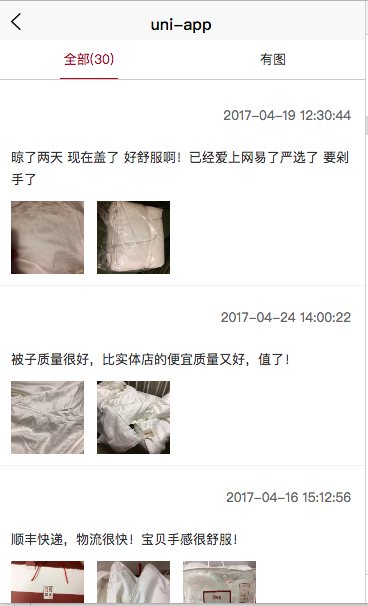 uni-app
全部(30)
有图
2017-04-19 12:30:44
晾了两天 现在盖了 好舒服啊！已经爱上网易了严选了 要剁
手了
2017-04-24 14:00:22
被子质量很好，比实体店的便宜质量又好，值了！
2017-04-16 15:12:56
顺丰快递，物流很快！宝贝手感很舒服！